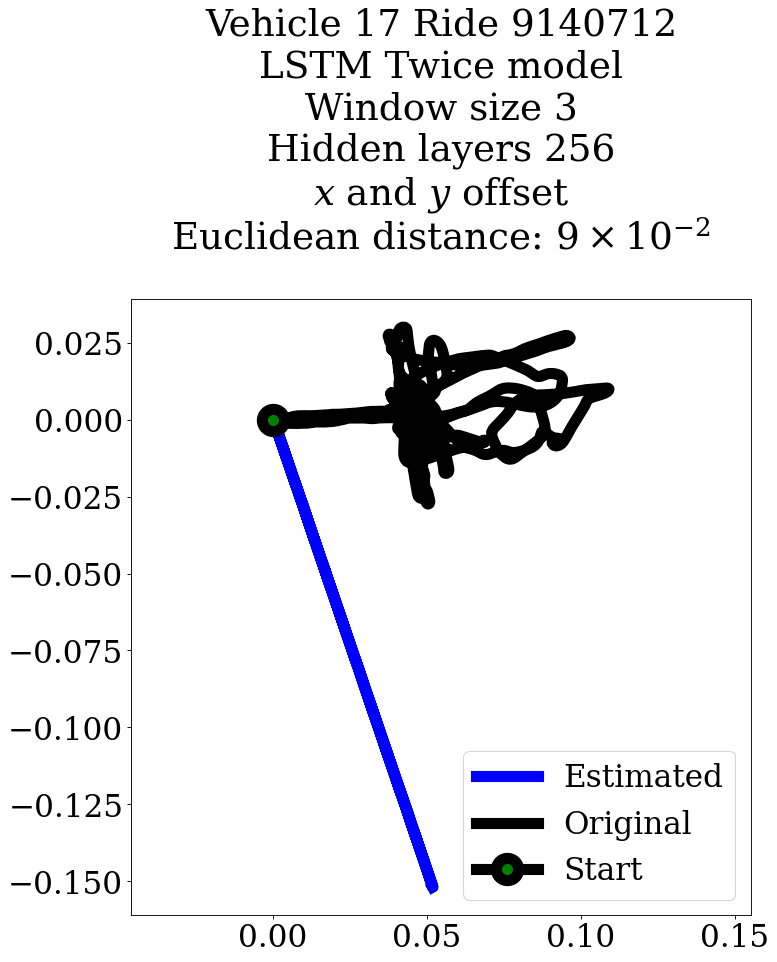 Vehicle 17 Ride 9140712
LSTM Twice model
Window size 3
Hidden layers 256
x and y offset
Euclidean distance: 9 × 10⁻²
0.025
0.000
−0.025
−0.050
−0.075
−0.100
−0.125
−0.150
Estimated
Original
Start
0.00 0.05 0.10 0.15